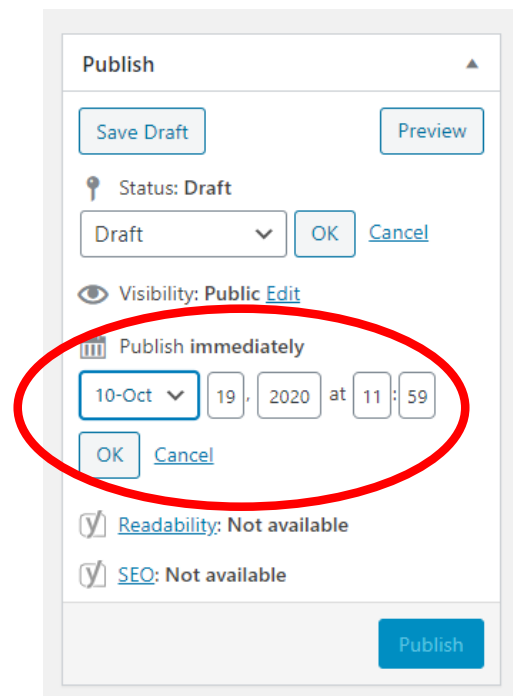 Publish
Save Draft Preview
Status: Draft
Draft OK Cancel
Visibility: Public Edit
Publish immediately
10-Oct 19, 2020 at 11:59
OK Cancel
Readability: Not available
SEO: Not available
Publish